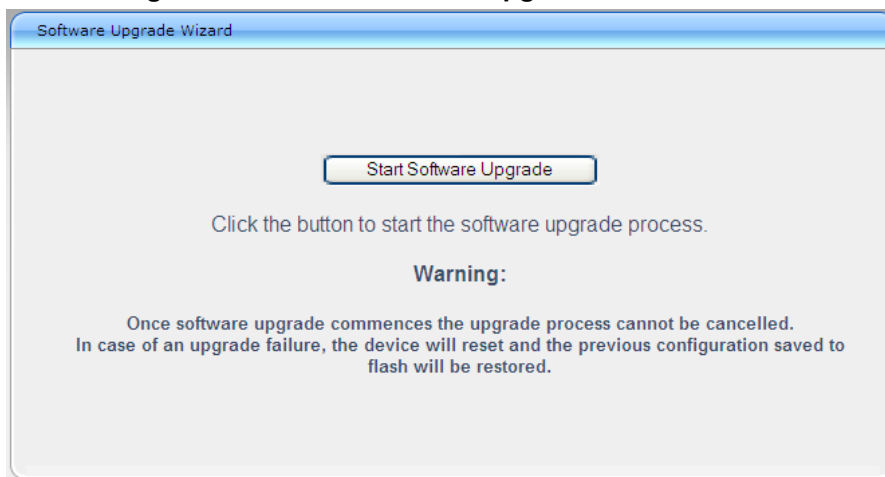 Software Upgrade Wizard
Start Software Upgrade
Click the button to start the software upgrade process.
Warning:
Once software upgrade commences the upgrade process cannot be cancelled.
In case of an upgrade failure, the device will reset and the previous configuration saved to
flash will be restored.